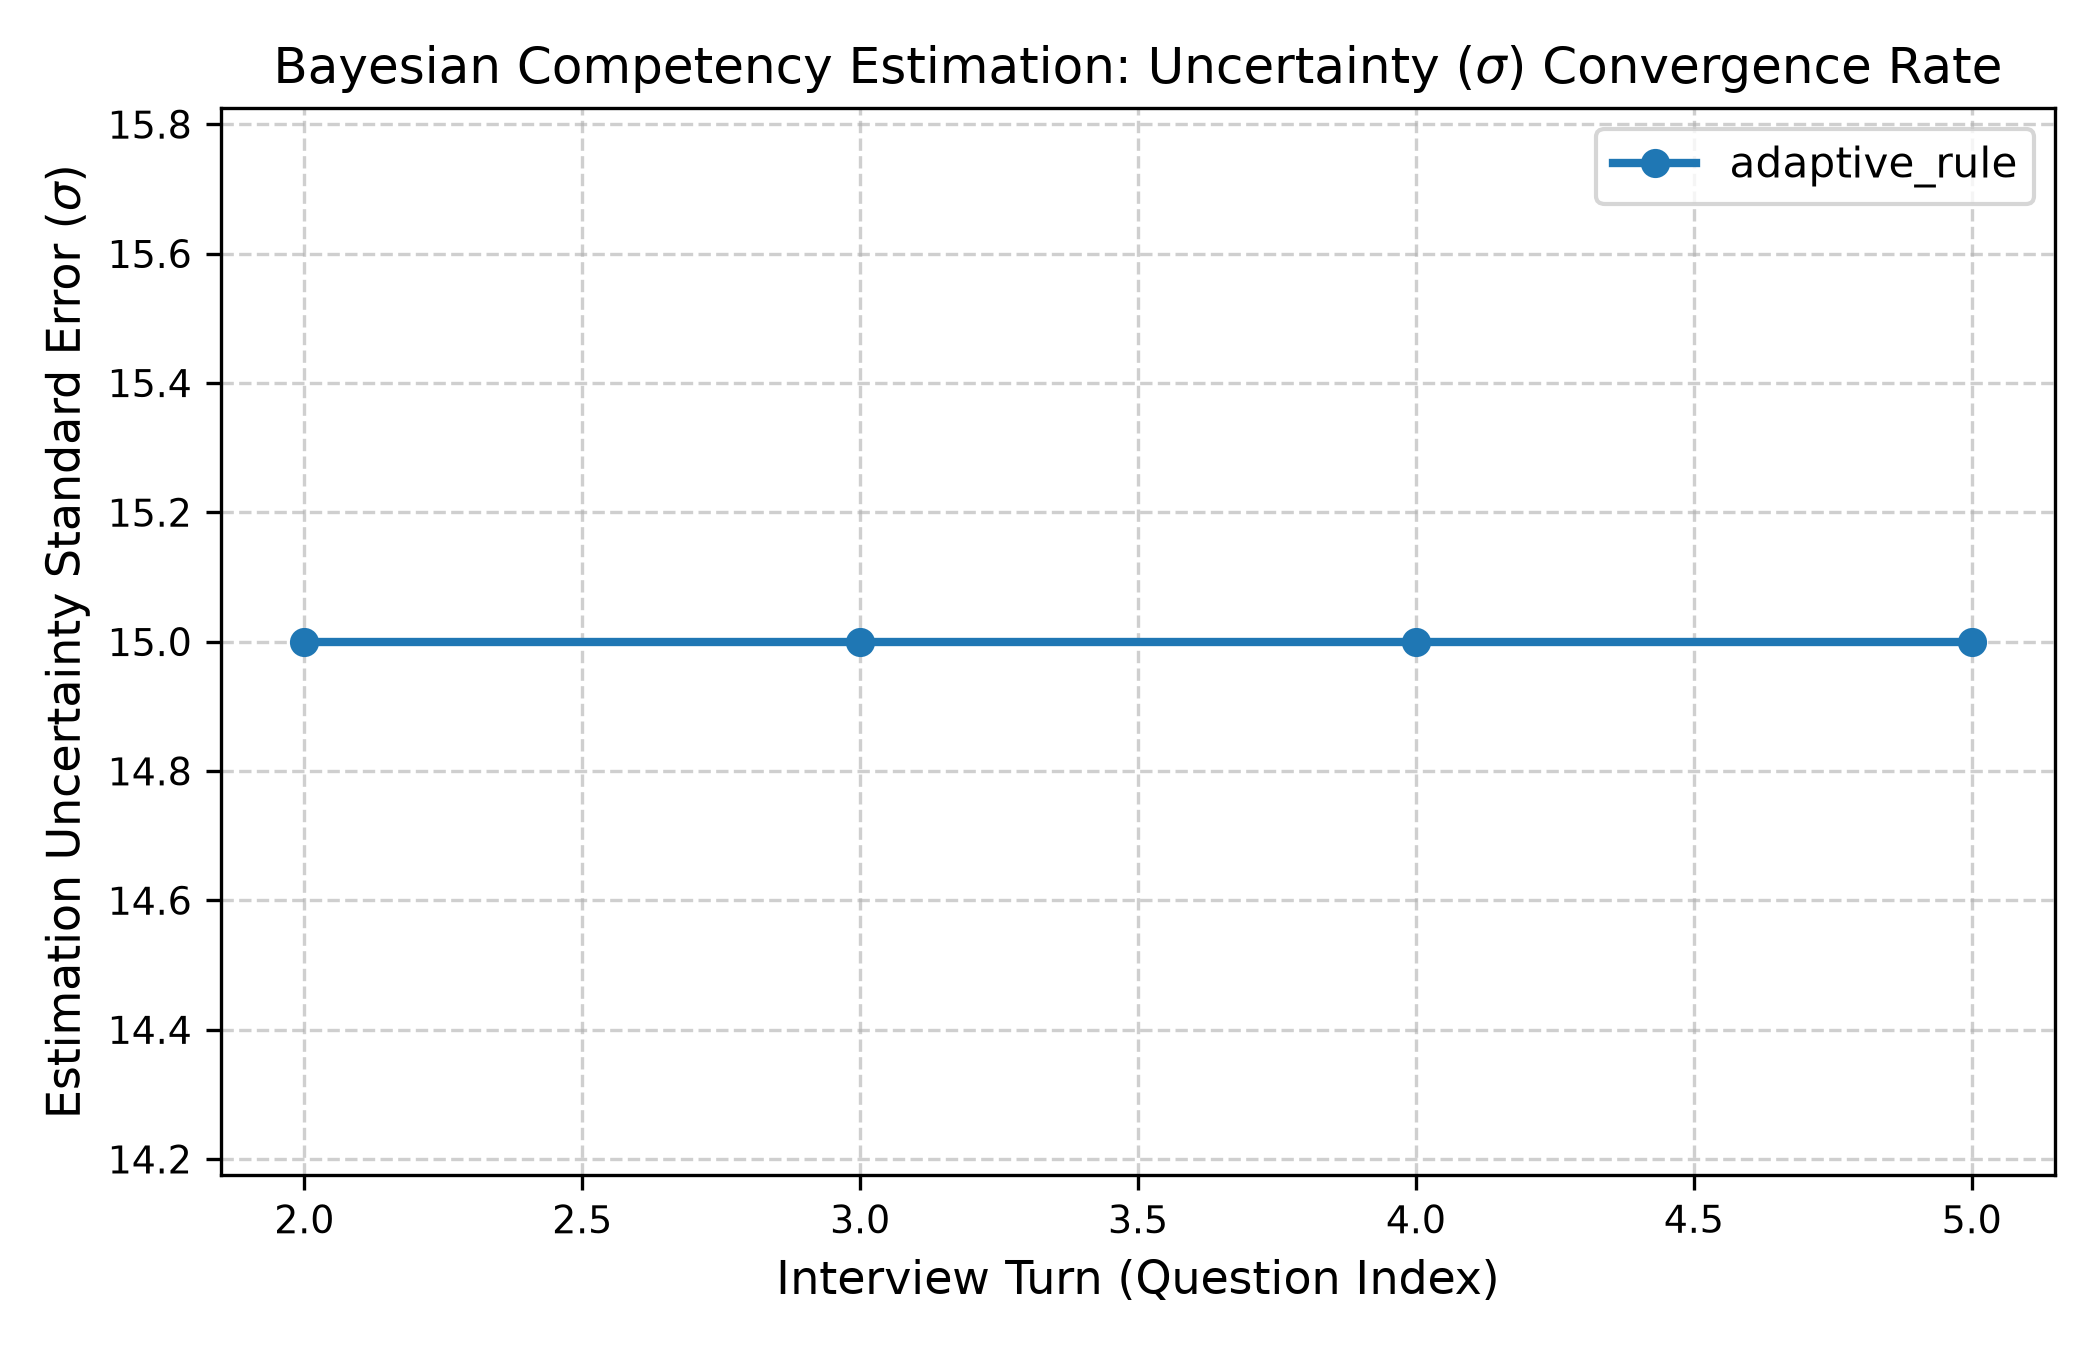 Bayesian Competency Estimation: Uncertainty (σ) Convergence Rate
adaptive_rule
Estimation Uncertainty Standard Error (σ)
15.8
15.6
15.4
15.2
15.0
14.8
14.6
14.4
14.2
2.0 2.5 3.0 3.5 4.0 4.5 5.0
Interview Turn (Question Index)